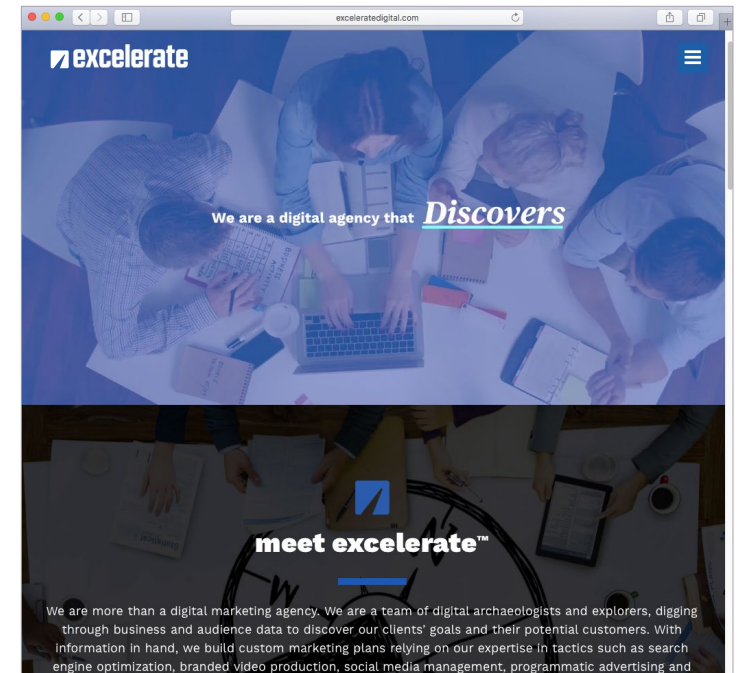 exceleratedigital.com
excelerate
We are a digital agency that Discovers
meet excelerate™
We are more than a digital marketing agency. We are a team of digital archaeologists and explorers, digging
through business and audience data to discover our clients’ goals and their potential customers. With
information in hand, we build custom marketing plans relying on our expertise in tactics such as search
engine optimization, branded video production, social media management, programmatic advertising and